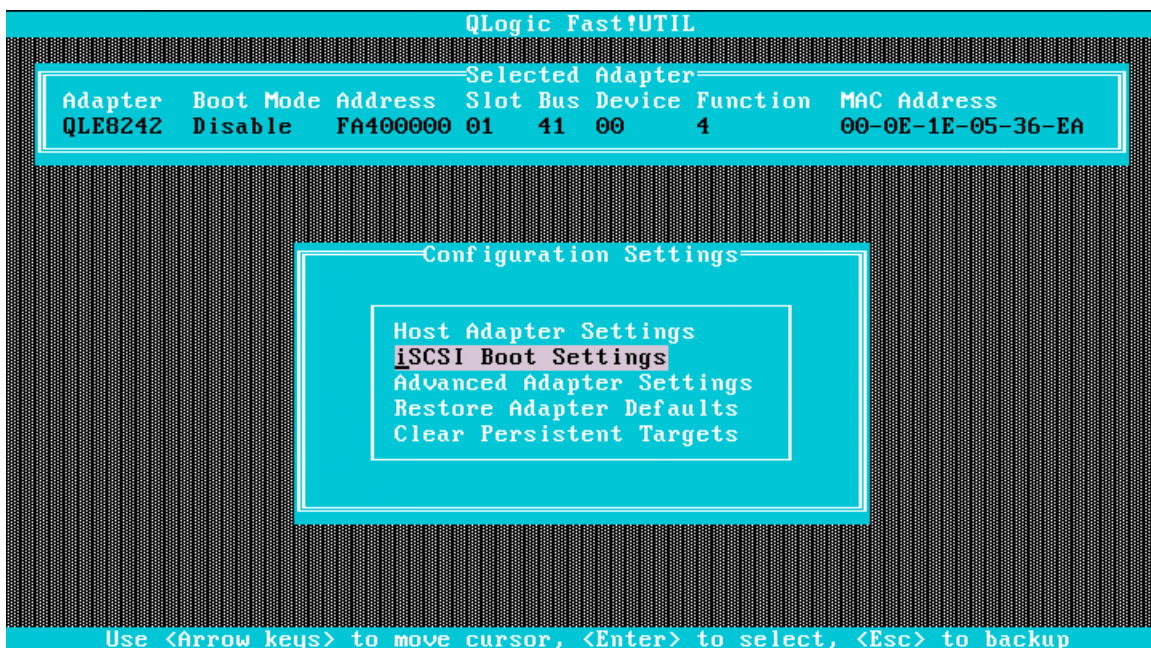 QLogic Fast!UTIL
Selected Adapter
Adapter Boot Mode Address Slot Bus Device Function MAC Address
QLE8242 Disable FA400000 01 41 00 4 00-0E-1E-05-36-EA
Configuration Settings
Host Adapter Settings
iSCSI Boot Settings
Advanced Adapter Settings
Restore Adapter Defaults
Clear Persistent Targets
Use <Arrow keys> to move cursor, <Enter> to select, <Esc> to backup